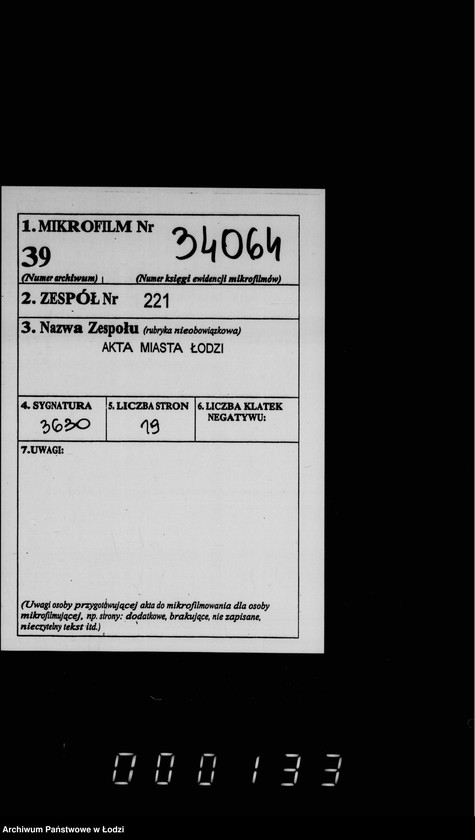 1. MIKROFILM Nr 34064
39
(Numer archiwum) (Numer księgi ewidencji mikrofilmów)
2. ZESPÓŁ Nr 221
3. Nazwa Zespołu (rubryka nieobowiązkowa)
AKTA MIASTA ŁODZI
4. SYGNATURA 5. LICZBA STRON 6. LICZBA KLATEK
NEGATYWU:
3630 19
7. UWAGI:
(Uwagi osoby przygotówującej akta do mikrofilmowania dla osoby
mikrofilmującej, np. strony: dodatkowe, brakujące, nie zapisane,
nieczytelny tekst itd.)
000133
Archiwum Państwowe w Łodzi